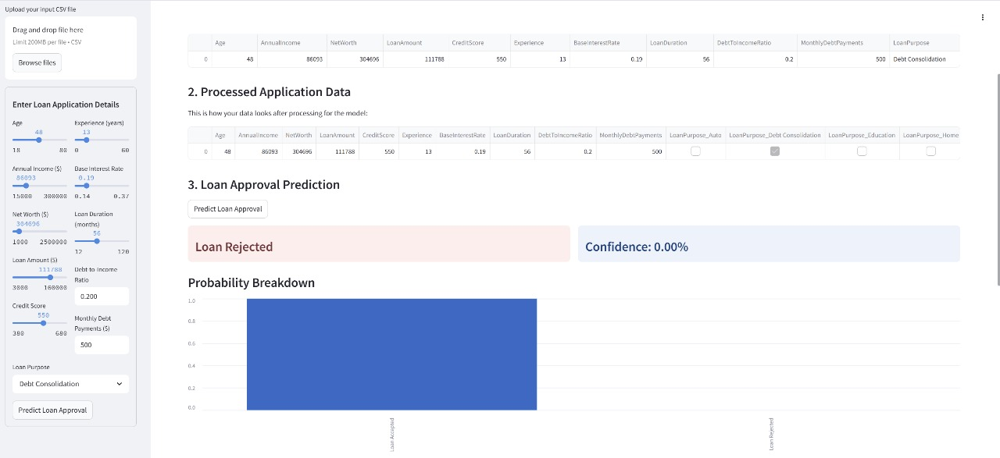 Upload your input CSV file
Drag and drop file here
Limit 200MB per file • CSV
Browse files
Enter Loan Application Details
Age
48
18 80
Experience (years)
13
0 60
Annual Income ($)
86093
15000 300000
Base Interest Rate
0.19
0.14 0.37
Net Worth ($)
304696
1000 2500000
Loan Duration
(months)
56
12 120
Loan Amount ($)
111788
3000 160000
Debt-to-Income
Ratio
0.200
Credit Score
550
380 680
Monthly Debt
Payments ($)
500
Loan Purpose
Debt Consolidation
Predict Loan Approval
Age AnnualIncome NetWorth LoanAmount CreditScore Experience BaseInterestRate LoanDuration DebtToIncomeRatio MonthlyDebtPayments LoanPurpose
0 48 86093 304696 111788 550 13 0.19 56 0.2 500 Debt Consolidation
2. Processed Application Data
This is how your data looks after processing for the model:
Age AnnualIncome NetWorth LoanAmount CreditScore Experience BaseInterestRate LoanDuration DebtToIncomeRatio MonthlyDebtPayments LoanPurpose_Auto LoanPurpose_Debt Consolidation LoanPurpose_Education LoanPurpose_Home
0 48 86093 304696 111788 550 13 0.19 56 0.2 500
3. Loan Approval Prediction
Predict Loan Approval
Loan Rejected
Confidence: 0.00%
Probability Breakdown
1.0
0.8
0.6
0.4
0.2
0.0
Loan Accepted
Loan Rejected